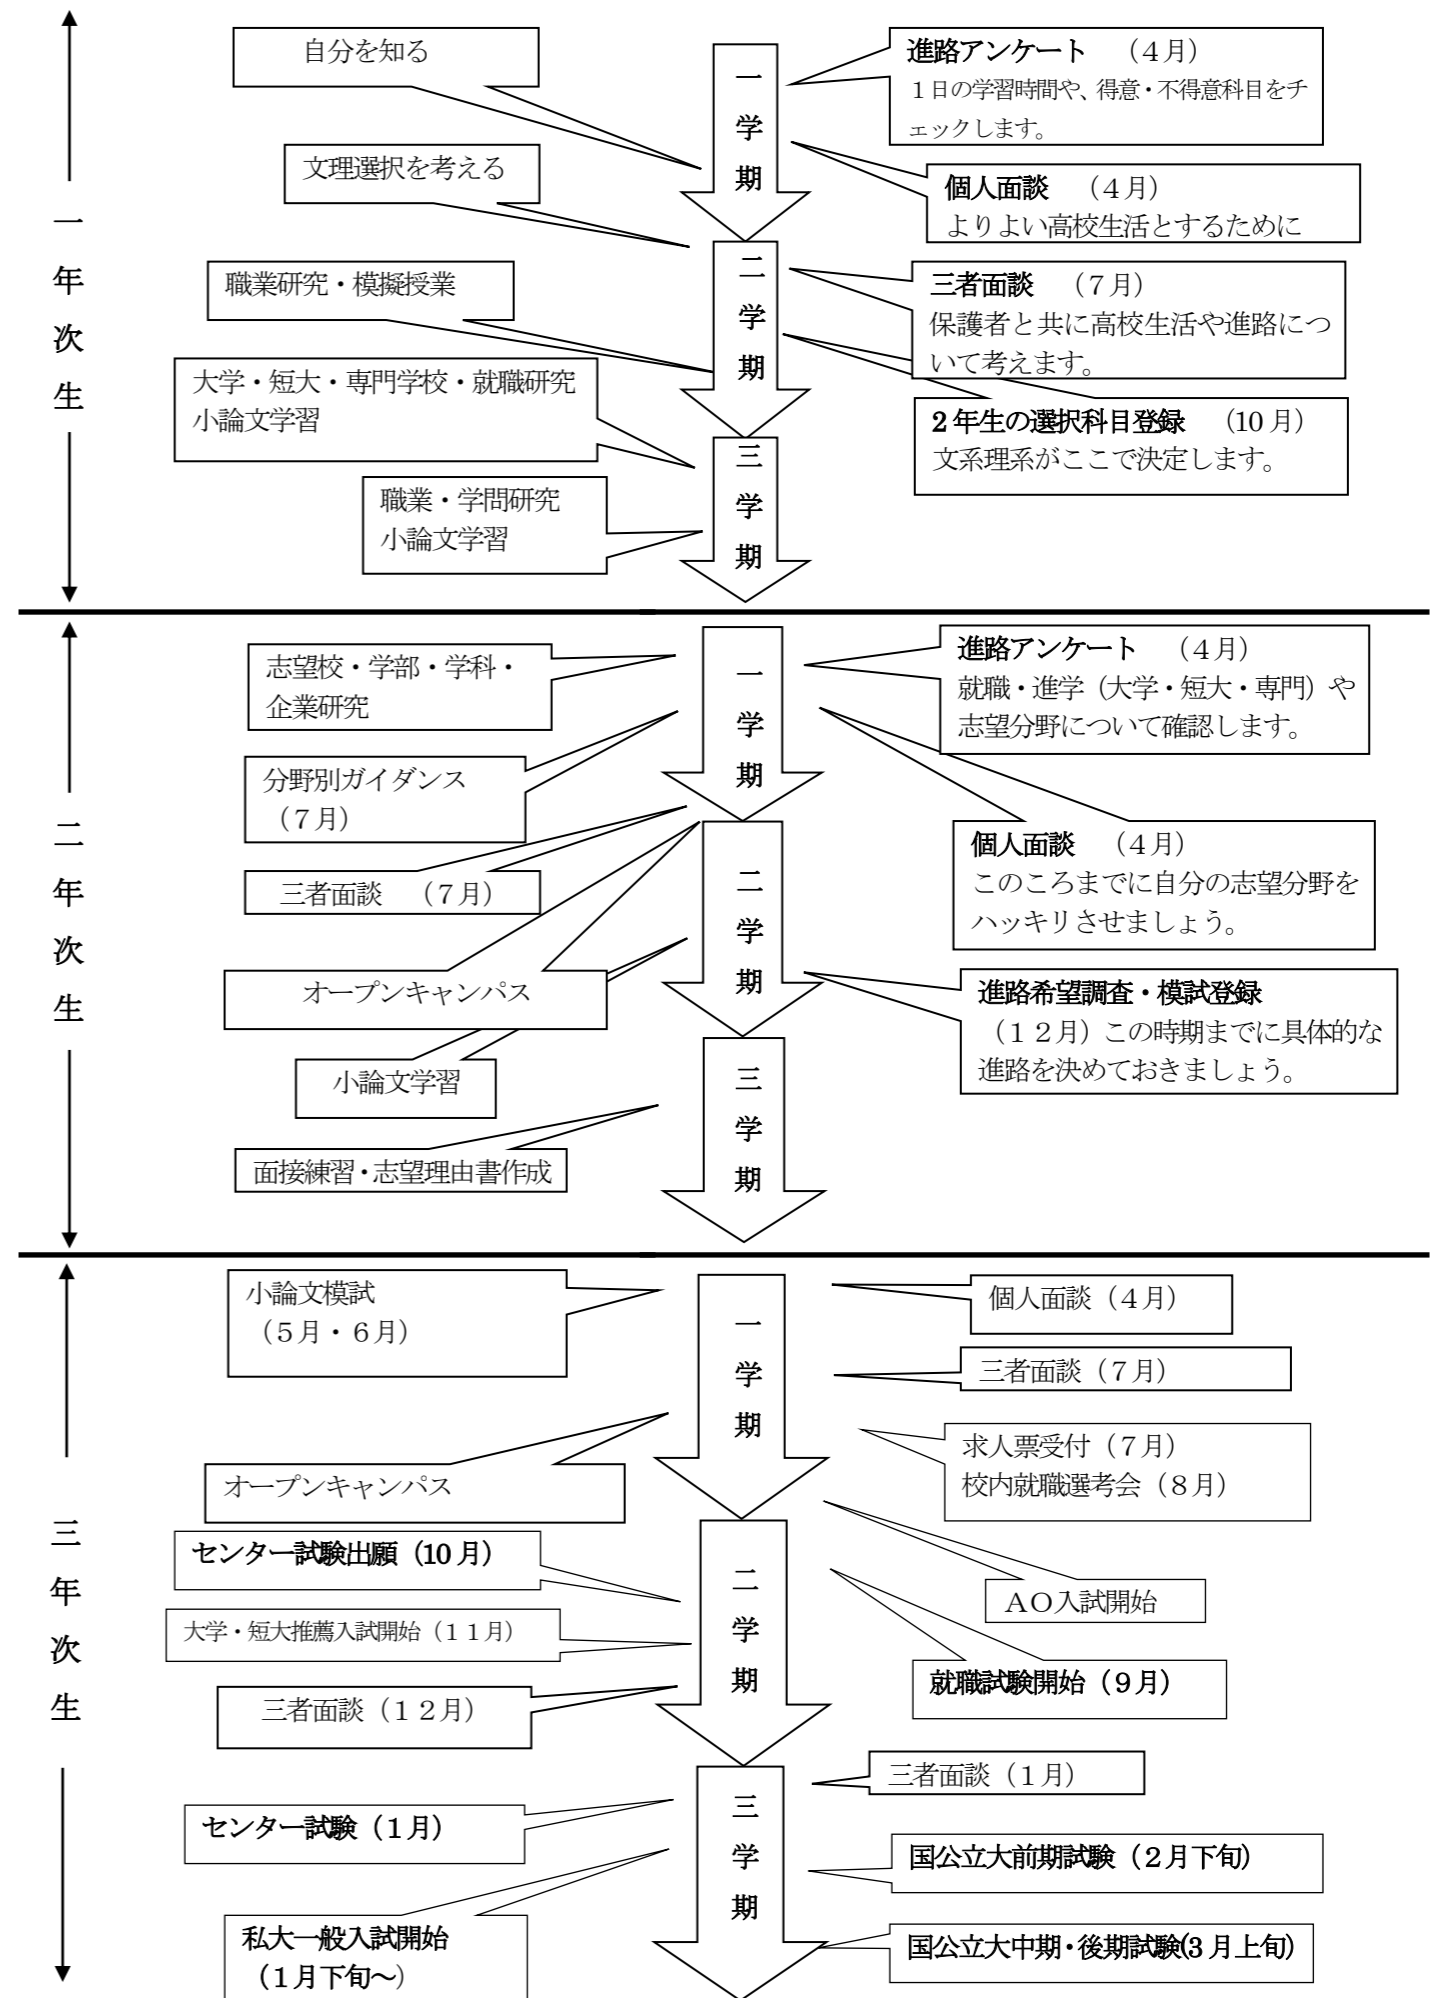 一年次生
自分を知る
一学期
進路アンケート　（４月）
１日の学習時間や、得意・不得意科目をチ
ェックします。
文理選択を考える
個人面談　（４月）
よりよい高校生活とするために
職業研究・模擬授業
二学期
三者面談　（７月）
保護者と共に高校生活や進路につ
いて考えます。
大学・短大・専門学校・就職研究
小論文学習
2年生の選択科目登録　（10月）
文系理系がここで決定します。
三学期
職業・学問研究
小論文学習
二年次生
志望校・学部・学科・
企業研究
一学期
進路アンケート　（４月）
就職・進学（大学・短大・専門）や
志望分野について確認します。
分野別ガイダンス
（７月）
個人面談　（４月）
このころまでに自分の志望分野を
ハッキリさせましょう。
三者面談　（７月）
二学期
オープンキャンパス
進路希望調査・模試登録
（１２月）この時期までに具体的な
進路を決めておきましょう。
小論文学習
三学期
面接練習・志望理由書作成
三年次生
小論文模試
（５月・６月）
一学期
個人面談（４月）
三者面談（７月）
求人票受付（７月）
校内就職選考会（８月）
オープンキャンパス
センター試験出願（10月）
二学期
ＡＯ入試開始
大学・短大推薦入試開始（１１月）
就職試験開始（９月）
三者面談（１２月）
三者面談（１月）
三学期
センター試験（１月）
国公立大前期試験（２月下旬）
私大一般入試開始
（１月下旬～）
国公立大中期・後期試験(3月上旬)